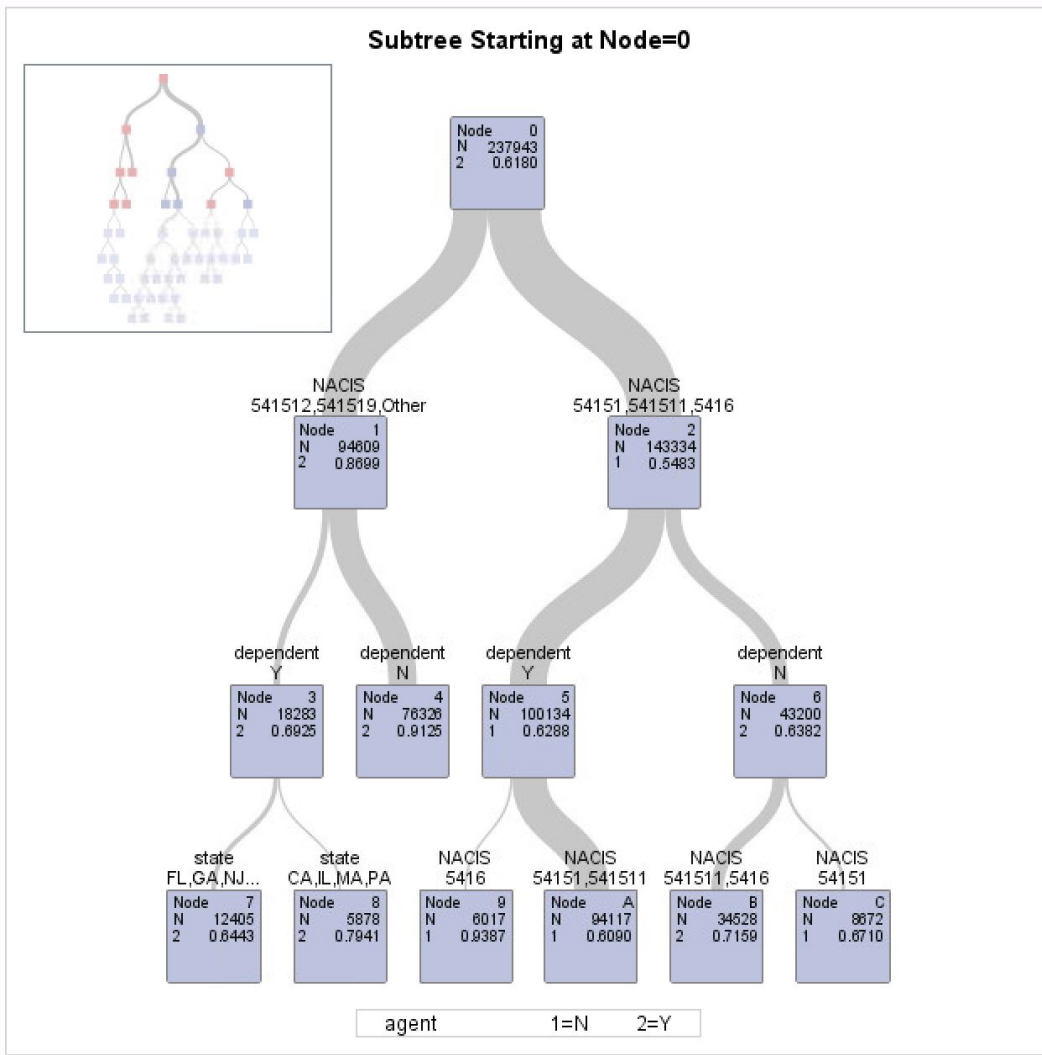 Subtree Starting at Node=0
Node 0
N 237943
2 0.6180
NACIS
541512,541519,Other
Node 1
N 94609
2 0.8699
NACIS
54151,541511,5416
Node 2
N 143334
1 0.5483
dependent
Y
Node 3
N 18283
2 0.6925
dependent
N
Node 4
N 76326
2 0.9125
dependent
Y
Node 5
N 100134
1 0.6288
dependent
N
Node 6
N 43200
2 0.6382
state
FL,GA,NJ...
Node 7
N 12405
2 0.6443
state
CA,IL,MA,PA
Node 8
N 5878
2 0.7941
NACIS
5416
Node 9
N 6017
1 0.9387
NACIS
54151,541511
Node A
N 94117
1 0.6090
NACIS
541511,5416
Node B
N 34528
2 0.7159
NACIS
54151
Node C
N 8672
1 0.6710
agent 1=N 2=Y